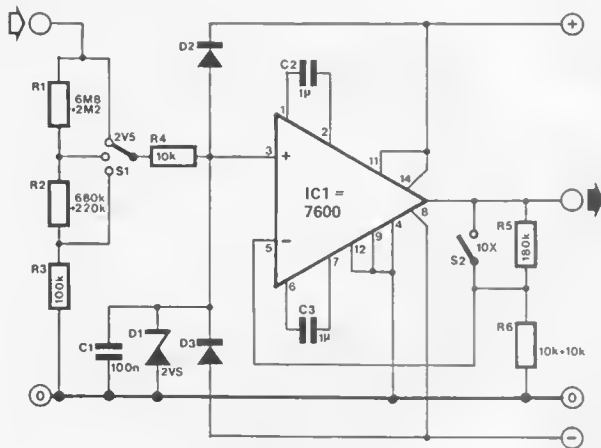 +
D2
C2
1µ
R1
6M8
+2M2
2V5
R4
10k
S1
1
2
3
+
11
14
IC1 =
7600
8
R2
680k
+220k
5
−
12
9
4
10X
S2
R5
180k
R3
100k
6
7
C3
1µ
C1
100n
D1
2VS
D3
R6
10k+10k
0
0
−